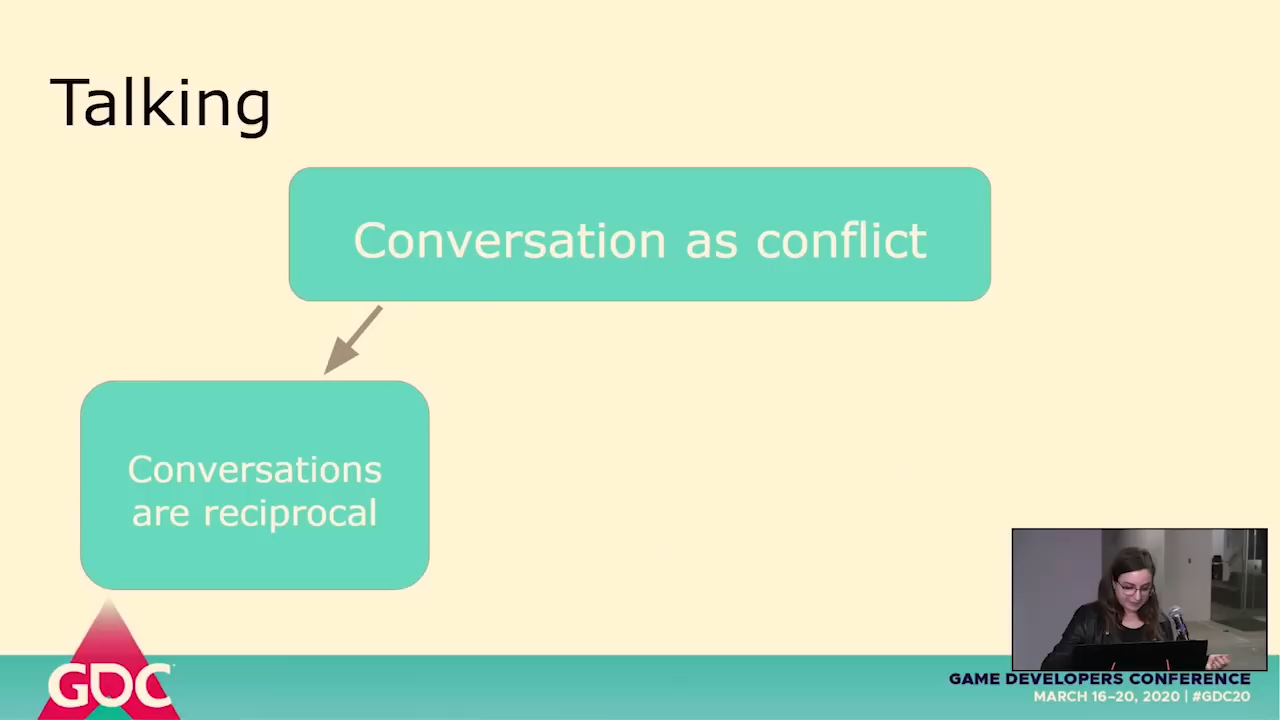 Talking
Conversation as conflict
Conversations
are reciprocal
GDC
GAME DEVELOPERS CONFERENCE
MARCH 16–20, 2020 | #GDC20